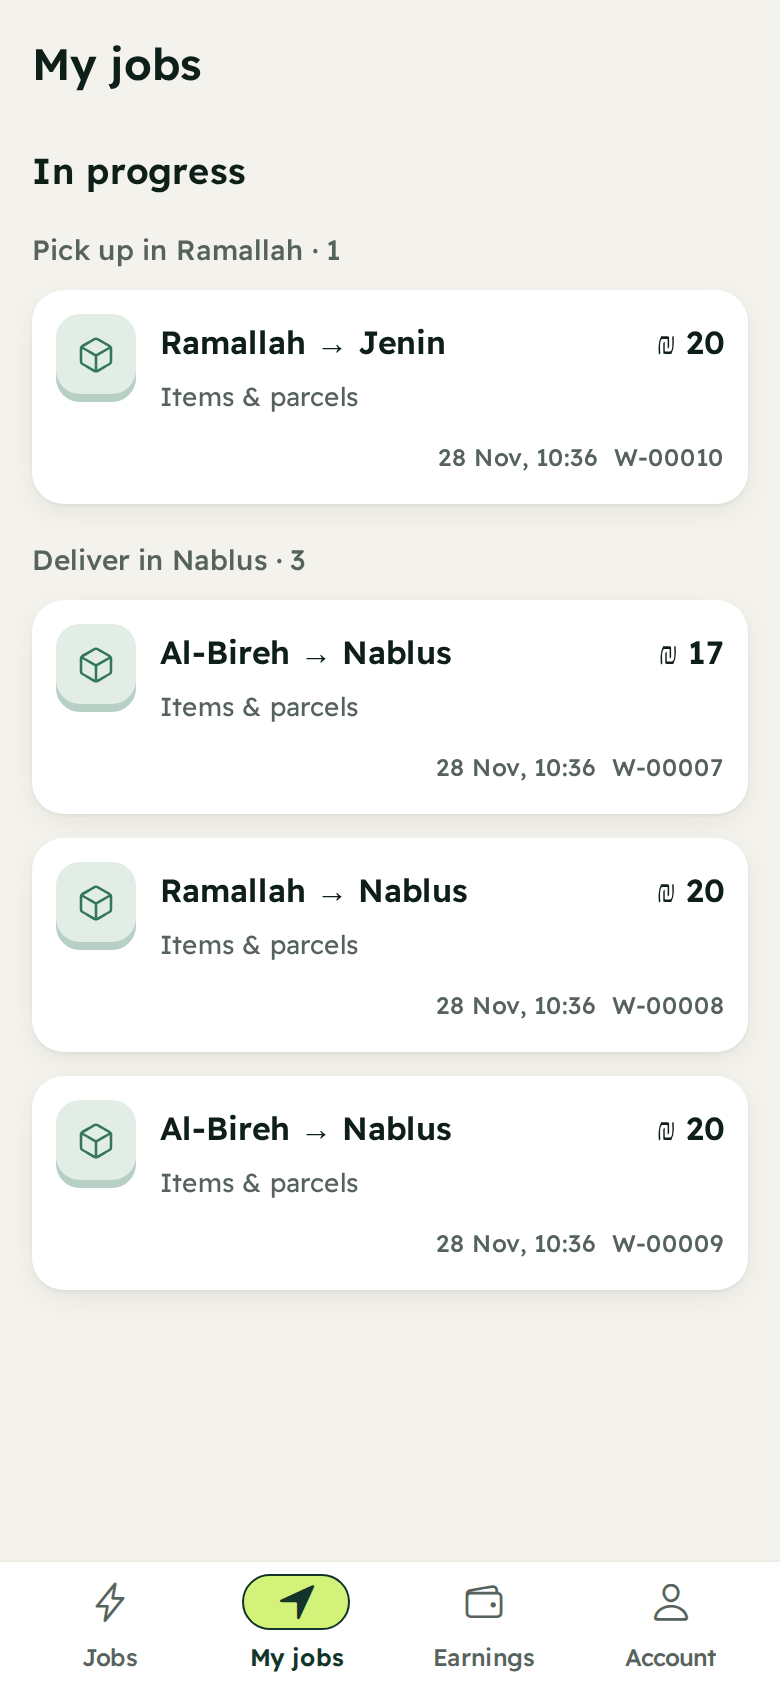 My jobs
In progress
Pick up in Ramallah · 1
Ramallah → Jenin ₪ 20
Items & parcels
28 Nov, 10:36 W-00010
Deliver in Nablus · 3
Al-Bireh → Nablus ₪ 17
Items & parcels
28 Nov, 10:36 W-00007
Ramallah → Nablus ₪ 20
Items & parcels
28 Nov, 10:36 W-00008
Al-Bireh → Nablus ₪ 20
Items & parcels
28 Nov, 10:36 W-00009
Jobs My jobs Earnings Account